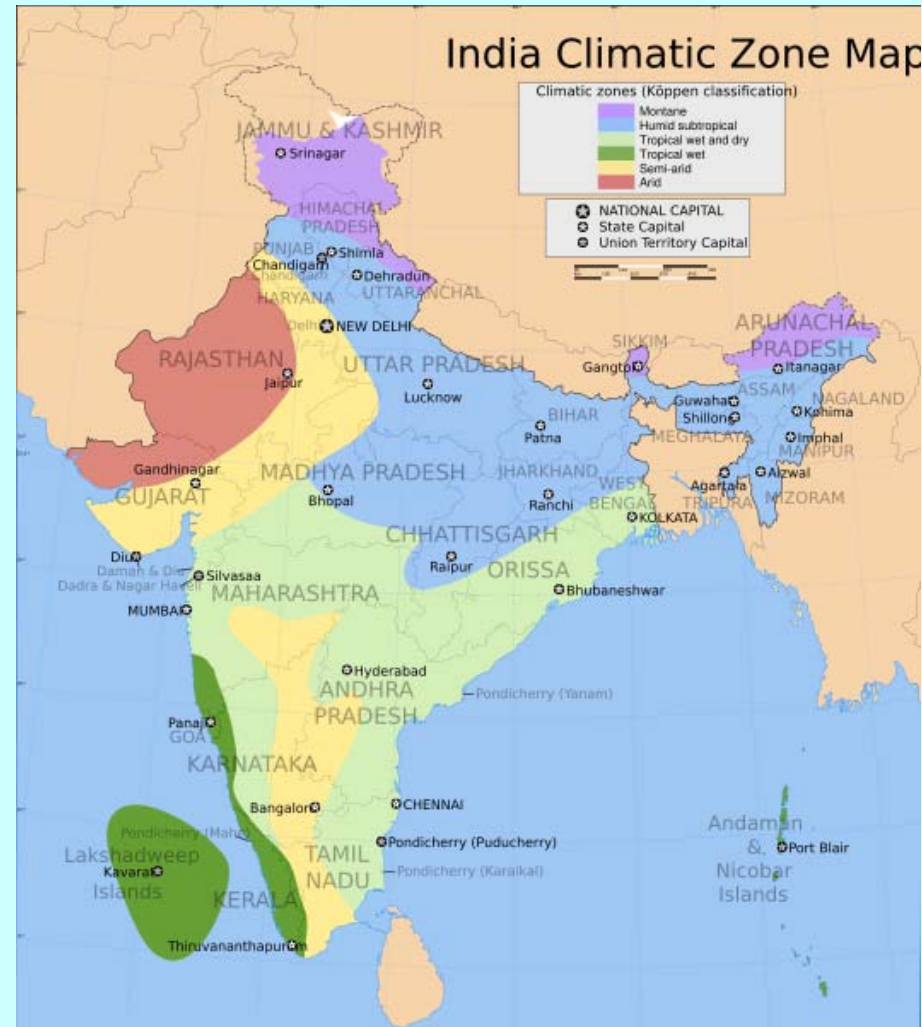 India Climatic Zone Map
Climatic zones (Köppen classification)
Montane
Humid subtropical
Tropical wet and dry
Tropical wet
Semi-arid
Arid
NATIONAL CAPITAL
State Capital
Union Territory Capital
JAMMU & KASHMIR
Srinagar
HIMACHAL
PRADESH
PUNJAB
Shimla
Chandigarh
Chandigarh
Dehradun
UTTARANCHAL
HARYANA
Delhi
NEW DELHI
ARUNACHAL
PRADESH
SIKKIM
RAJASTHAN
UTTAR PRADESH
Gangto
Itanagar
Jaipur
Lucknow
ASSAM
NAGALAND
Guwaha
Kohima
BIHAR
Shillong
Patna
MEGHALAYA
Imphal
MANIPUR
Gandhinagar
MADHYA PRADESH
JHARKHAND
WEST
BENGAL
Agartala
Aizwal
GUJARAT
Bhopal
Ranchi
TRIPURA
MIZORAM
KOLKATA
CHHATTISGARH
Diu
Raipur
ORISSA
Daman & Diu
Dadra & Nagar Haveli
Silvasaa
MAHARASHTRA
Bhubaneshwar
MUMBAI
Hyderabad
ANDHRA
PRADESH
Pondicherry (Yanam)
Panaji
GOA
KARNATAKA
Bangalore
CHENNAI
Pondicherry (Mahe)
Pondicherry (Puducherry)
Andaman
&
Nicobar
Islands
Port Blair
Lakshadweep
Islands
Kavarati
TAMIL
NADU
Pondicherry (Karaikal)
KERALA
Thiruvananthapuram